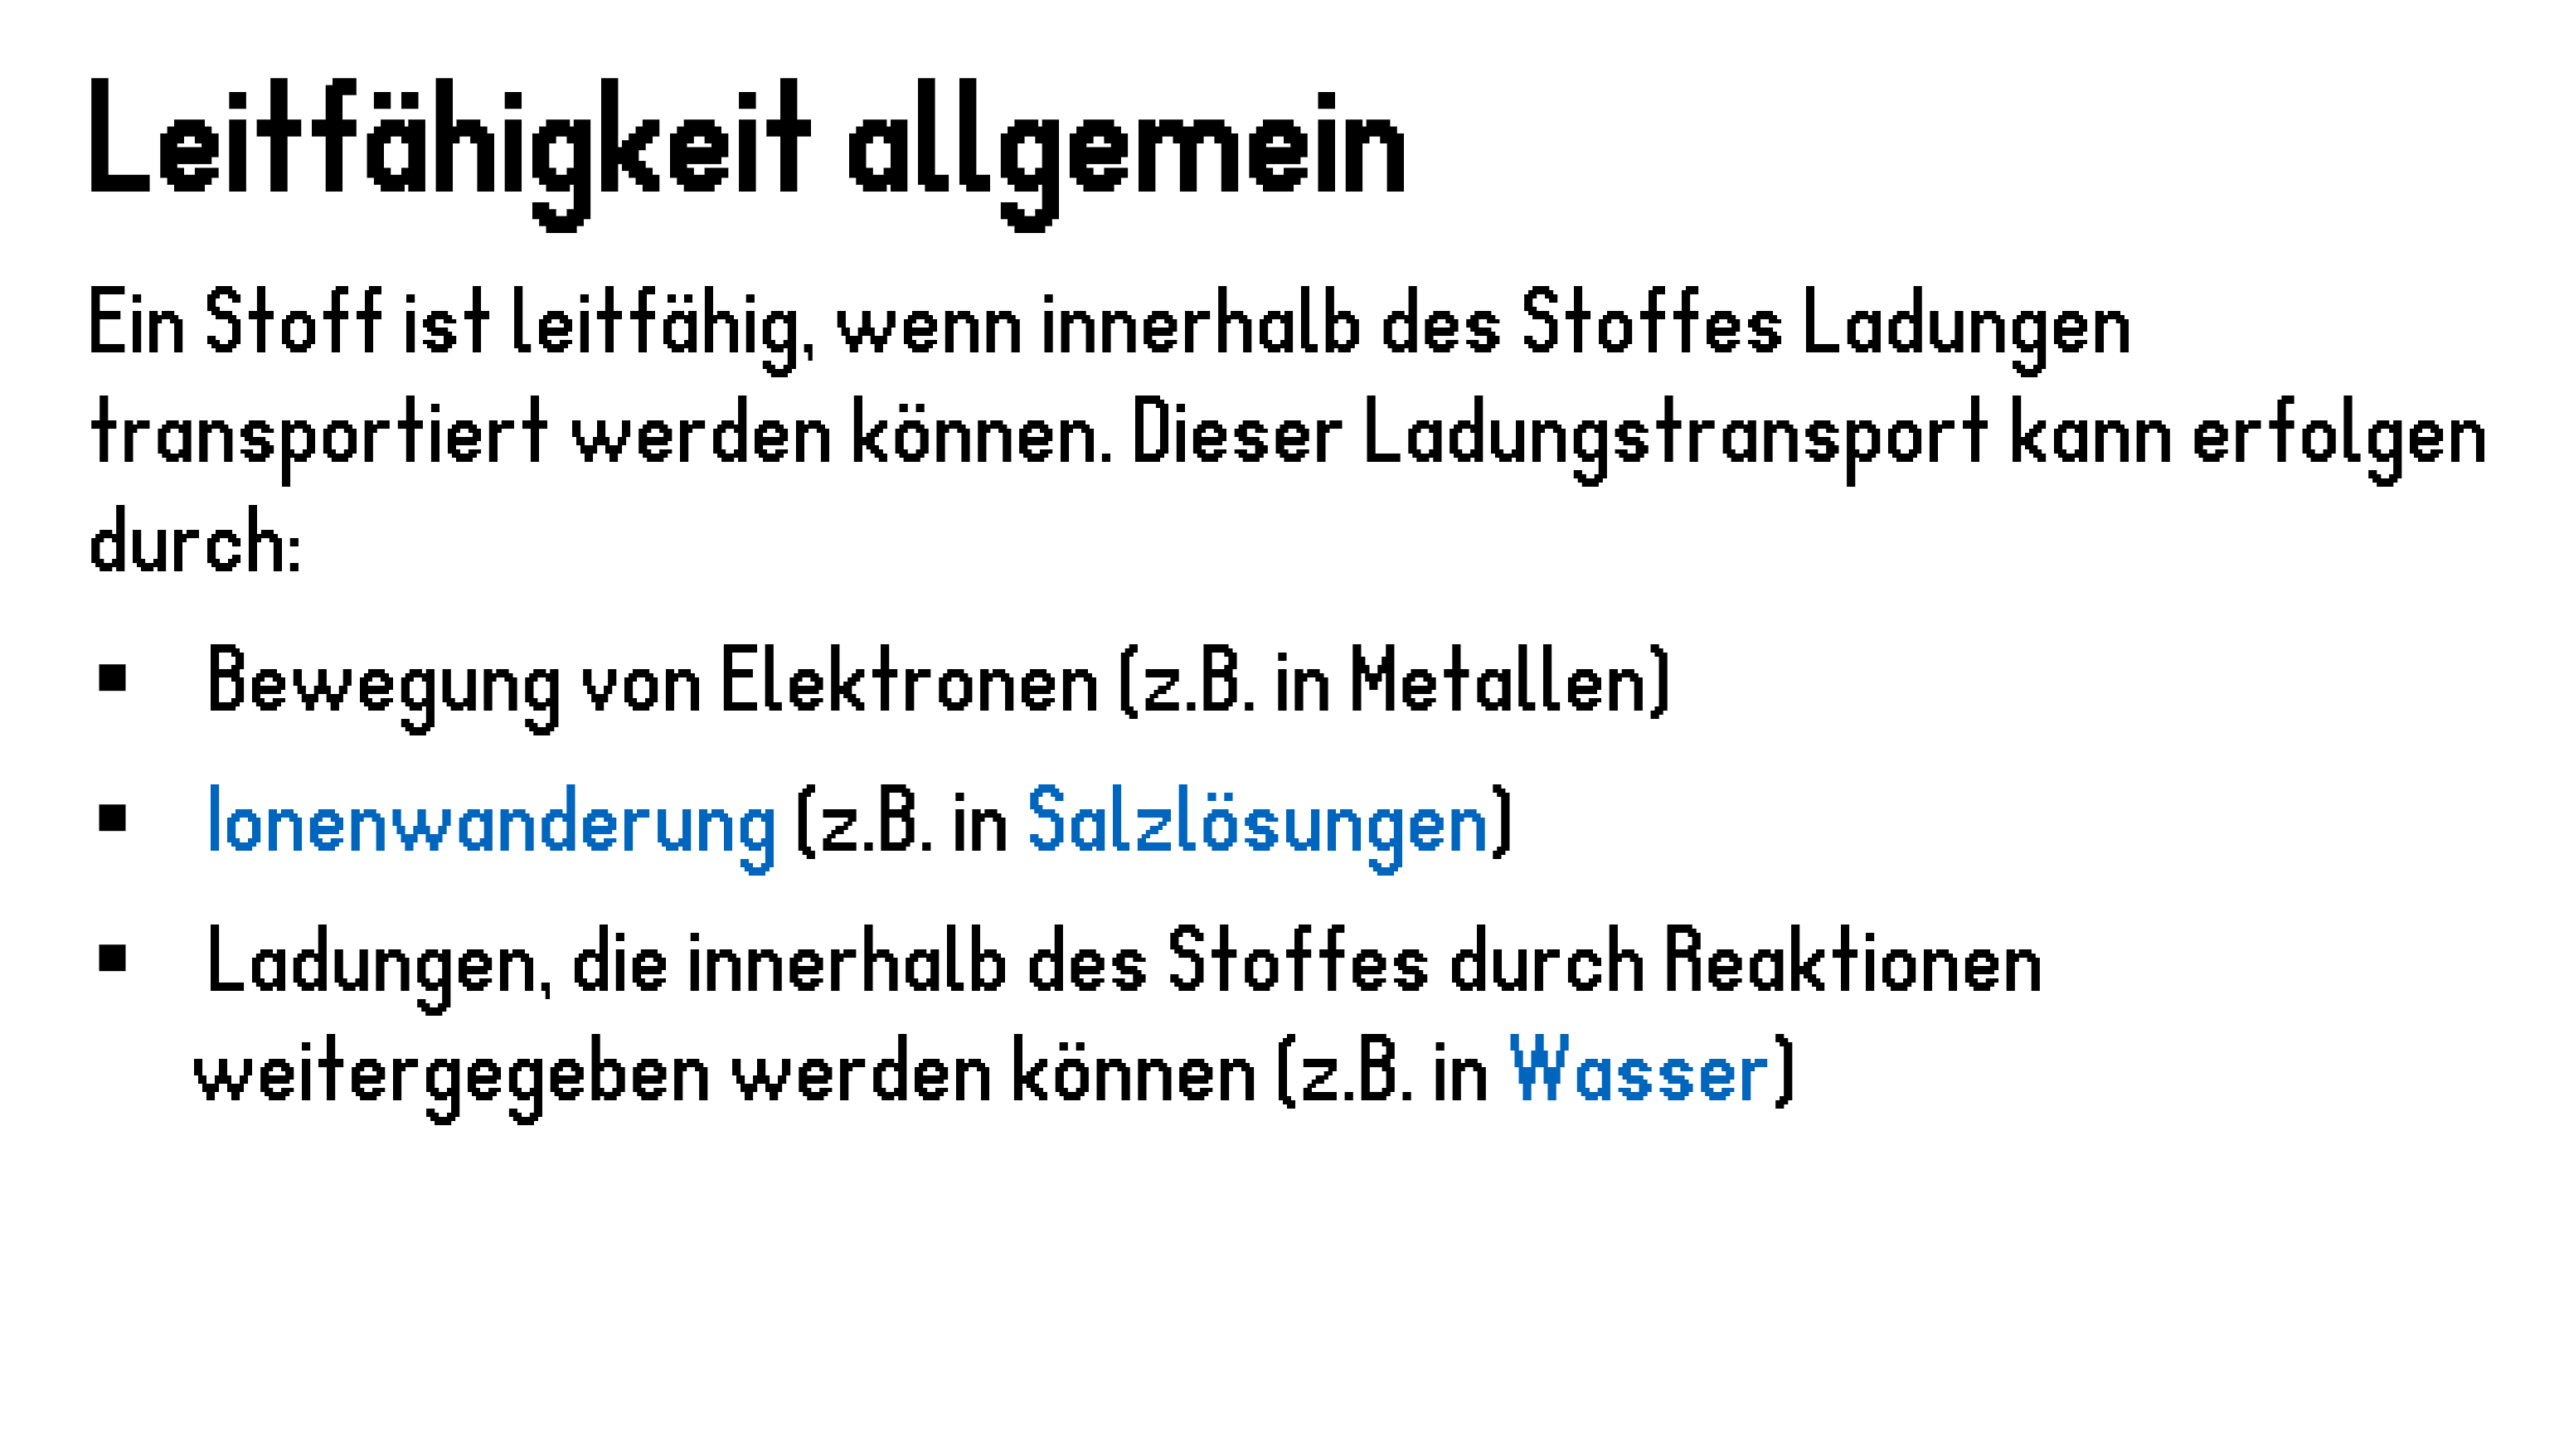 Leitfähigkeit allgemein
Ein Stoff ist leitfähig, wenn innerhalb des Stoffes Ladungen
transportiert werden können. Dieser Ladungstransport kann erfolgen
durch:
▪ Bewegung von Elektronen (z.B. in Metallen)
▪ Ionenwanderung (z.B. in Salzlösungen)
▪ Ladungen, die innerhalb des Stoffes durch Reaktionen
weitergegeben werden können (z.B. in Wasser)